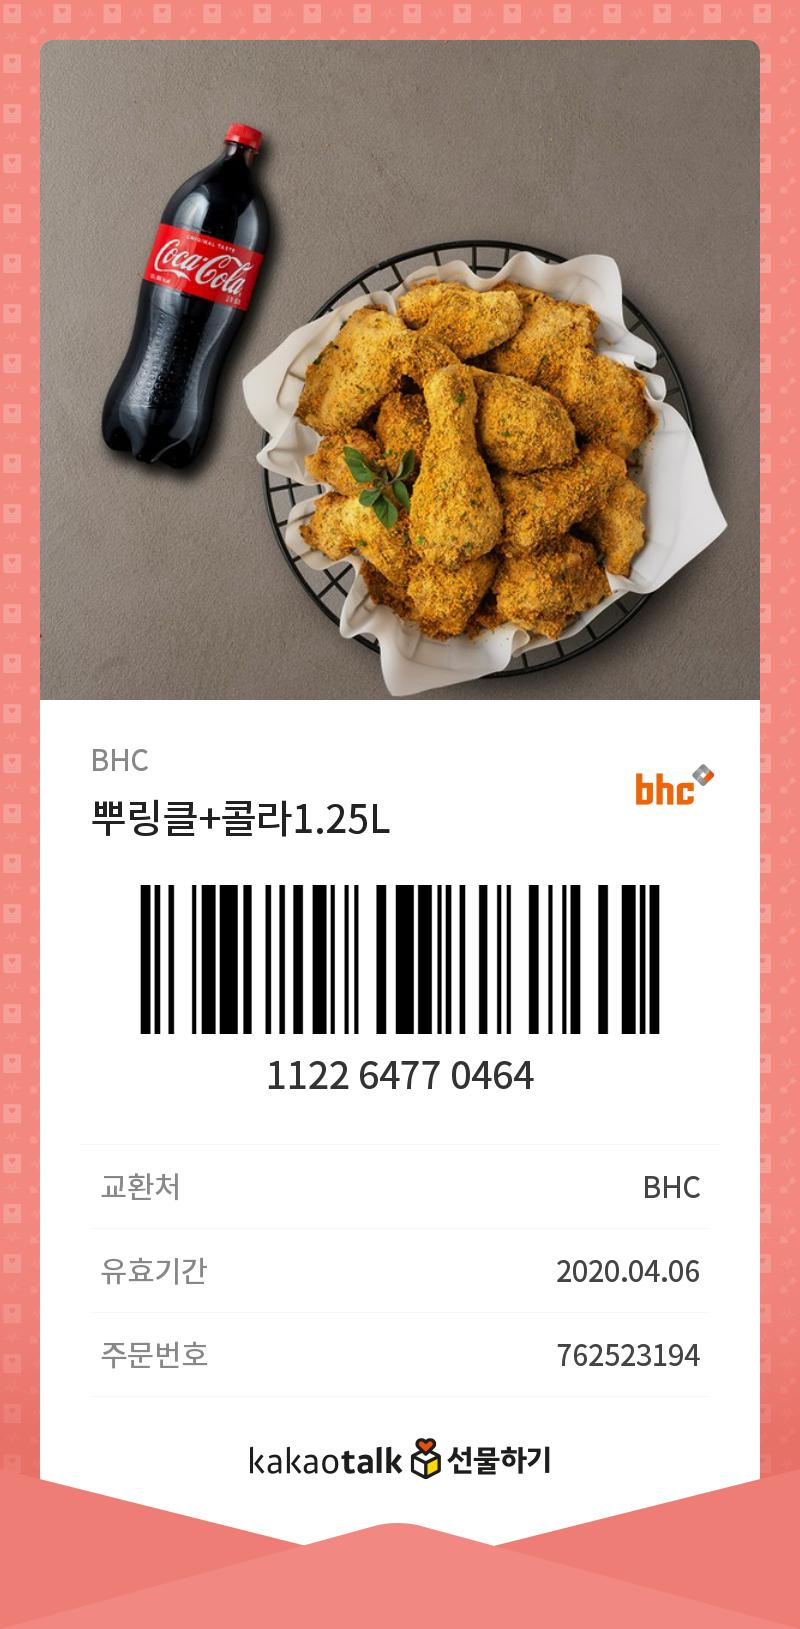 ORIGINAL TASTE
Coca-Cola
BHC
뿌링클+콜라1.25L
bhc
1122 6477 0464
교환처 BHC
유효기간 2020.04.06
주문번호 762523194
kakaotalk 선물하기